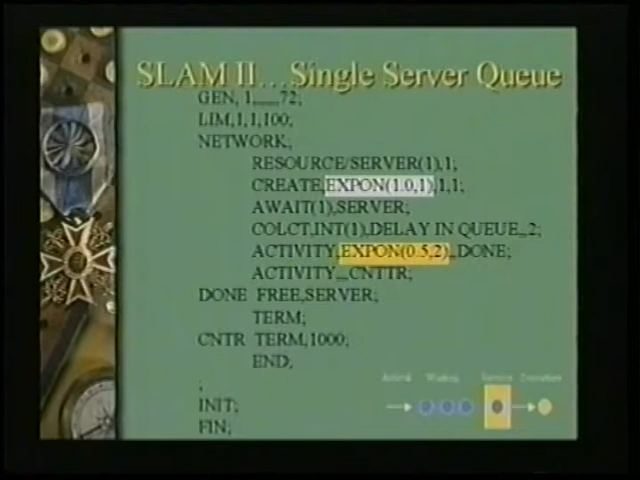 SLAM II...Single Server Queue
GEN, 1,,,,,,,72;
LIM,1,1,100;
NETWORK;
RESOURCE/SERVER(1),1;
CREATE,EXPON(1.0,1),1,1;
AWAIT(1),SERVER;
COLCT,INT(1),DELAY IN QUEUE,,2;
ACTIVITY,EXPON(0.5,2),,DONE;
ACTIVITY,,,CNTTR;
DONE FREE,SERVER;
TERM;
CNTR TERM,1000;
END;
;
INIT;
FIN;
Arrival Waiting Service Departure